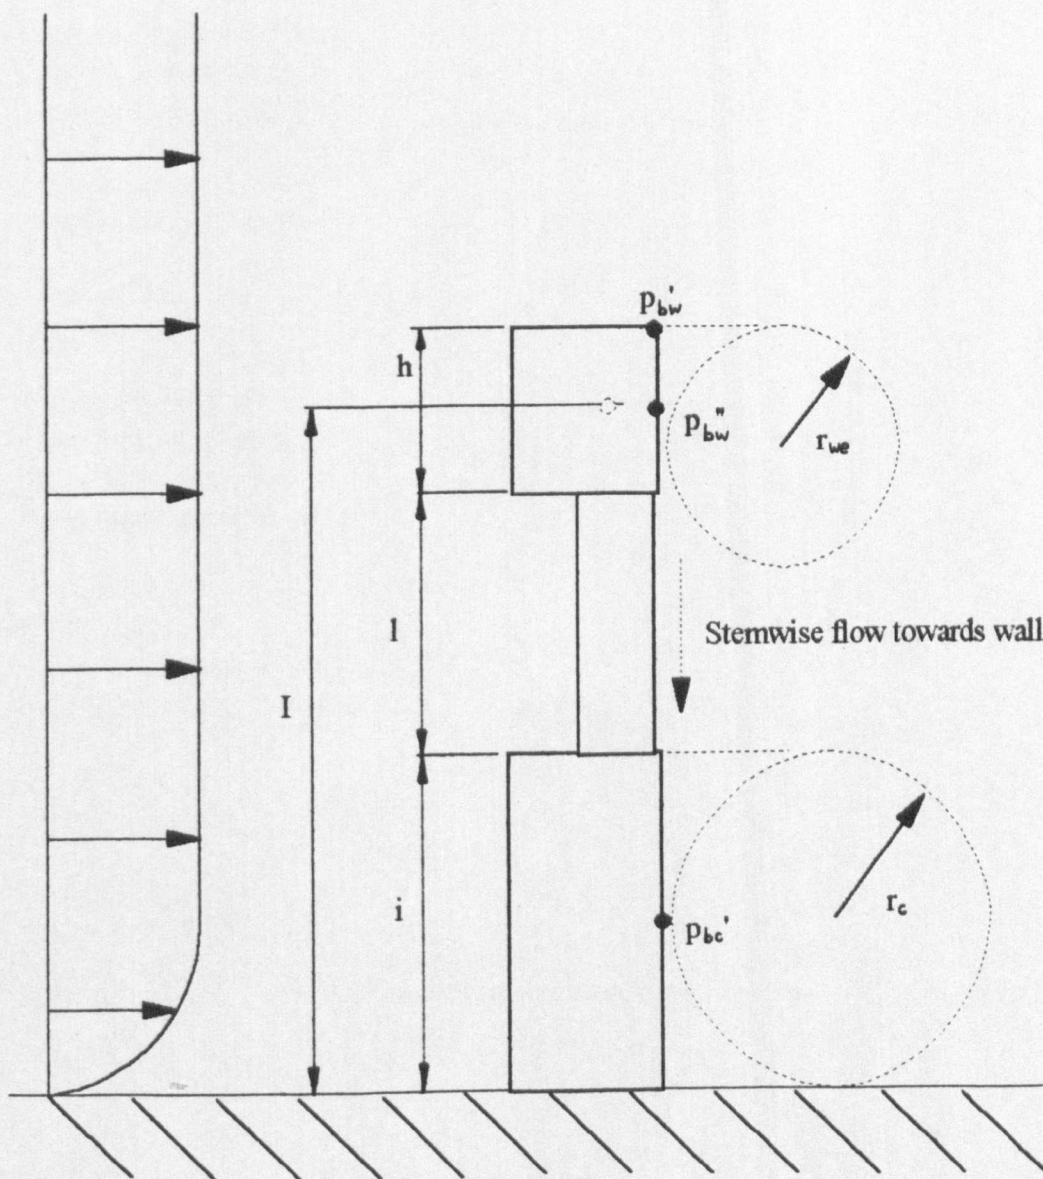 p_bw'
h
p_bw"
r_we
l
Stemwise flow towards wall
I
i
r_c
p_bc'